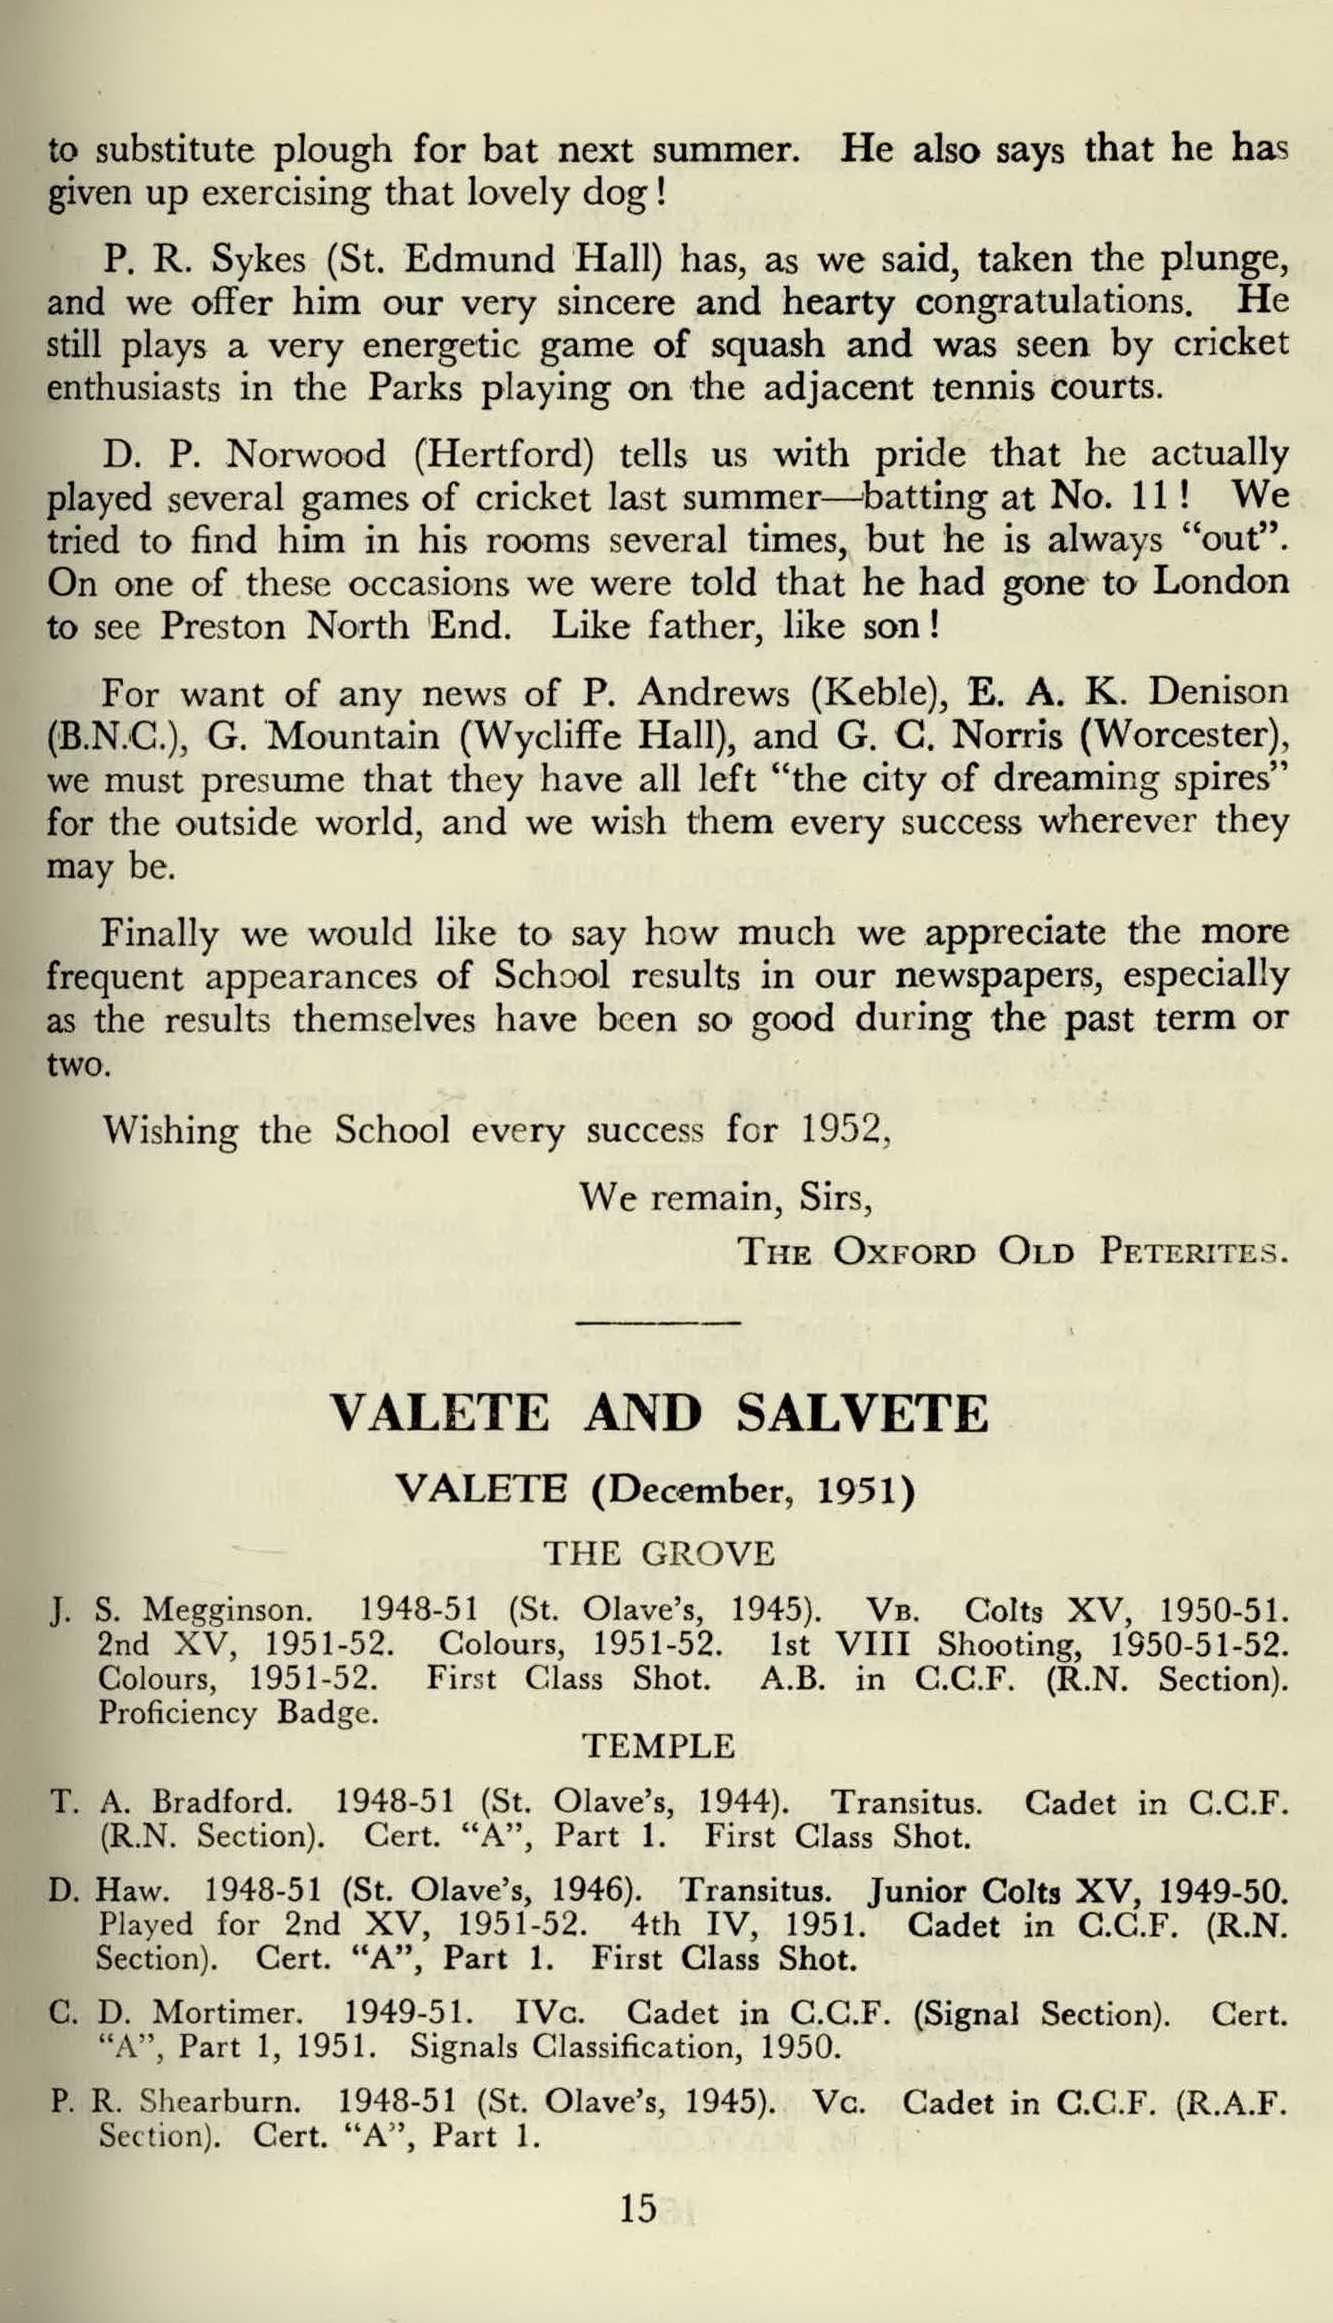 to substitute plough for bat next summer. He also says that he has
given up exercising that lovely dog!
P. R. Sykes (St. Edmund Hall) has, as we said, taken the plunge,
and we offer him our very sincere and hearty congratulations. He
still plays a very energetic game of squash and was seen by cricket
enthusiasts in the Parks playing on the adjacent tennis courts.
D. P. Norwood (Hertford) tells us with pride that he actually
played several games of cricket last summer—batting at No. 11! We
tried to find him in his rooms several times, but he is always “out”.
On one of these occasions we were told that he had gone to London
to see Preston North End. Like father, like son!
For want of any news of P. Andrews (Keble), E. A. K. Denison
(B.N.C.), G. Mountain (Wycliffe Hall), and G. C. Norris (Worcester),
we must presume that they have all left “the city of dreaming spires”
for the outside world, and we wish them every success wherever they
may be.
Finally we would like to say how much we appreciate the more
frequent appearances of School results in our newspapers, especially
as the results themselves have been so good during the past term or
two.
Wishing the School every success for 1952,
We remain, Sirs,
THE OXFORD OLD PETERITES.
VALETE AND SALVETE
VALETE (December, 1951)
THE GROVE
J. S. Megginson. 1948-51 (St. Olave's, 1945). VB. Colts XV, 1950-51.
2nd XV, 1951-52. Colours, 1951-52. 1st VIII Shooting, 1950-51-52.
Colours, 1951-52. First Class Shot. A.B. in C.C.F. (R.N. Section).
Proficiency Badge.
TEMPLE
T. A. Bradford. 1948-51 (St. Olave's, 1944). Transitus. Cadet in C.C.F.
(R.N. Section). Cert. “A”, Part 1. First Class Shot.
D. Haw. 1948-51 (St. Olave's, 1946). Transitus. Junior Colts XV, 1949-50.
Played for 2nd XV, 1951-52. 4th IV, 1951. Cadet in C.C.F. (R.N.
Section). Cert. “A”, Part 1. First Class Shot.
C. D. Mortimer. 1949-51. IVC. Cadet in C.C.F. (Signal Section). Cert.
“A”, Part 1, 1951. Signals Classification, 1950.
P. R. Shearburn. 1948-51 (St. Olave's, 1945). VC. Cadet in C.C.F. (R.A.F.
Section). Cert. “A”, Part 1.
15